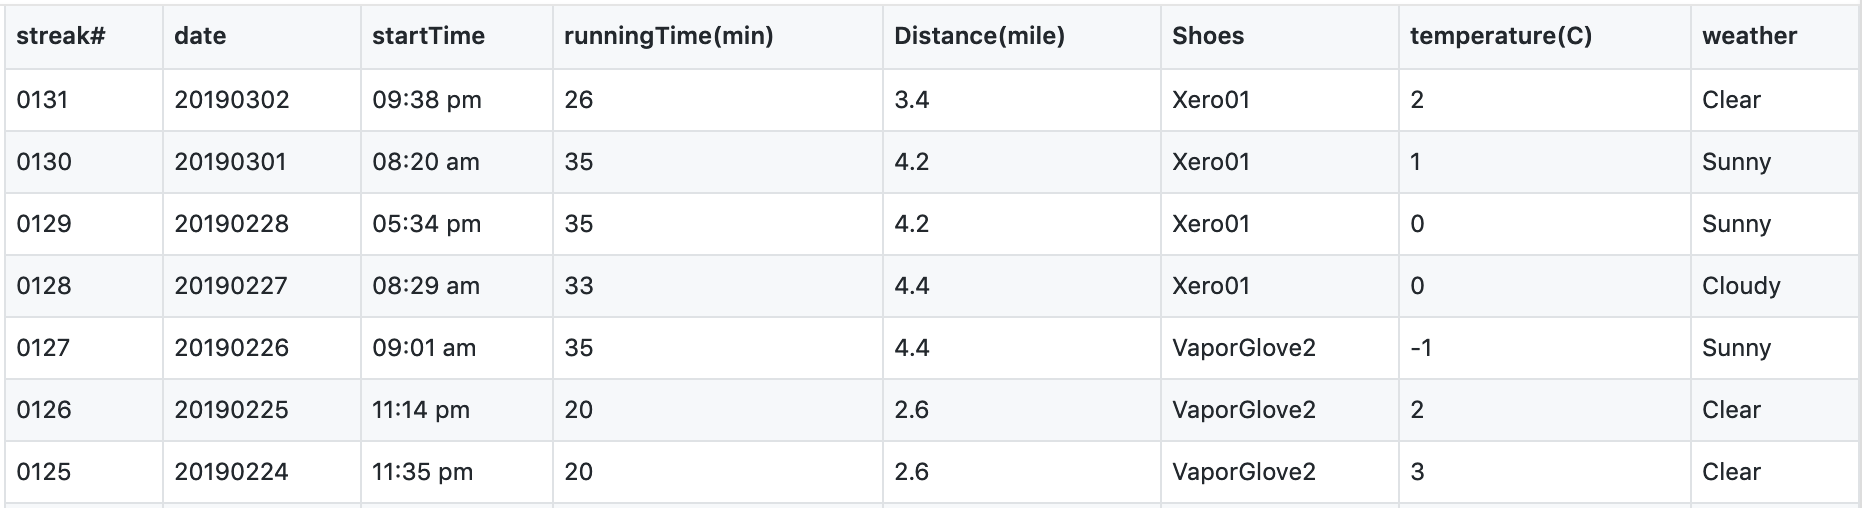 streak# date startTime runningTime(min) Distance(mile) Shoes temperature(C) weather
0131 20190302 09:38 pm 26 3.4 Xero01 2 Clear
0130 20190301 08:20 am 35 4.2 Xero01 1 Sunny
0129 20190228 05:34 pm 35 4.2 Xero01 0 Sunny
0128 20190227 08:29 am 33 4.4 Xero01 0 Cloudy
0127 20190226 09:01 am 35 4.4 VaporGlove2 -1 Sunny
0126 20190225 11:14 pm 20 2.6 VaporGlove2 2 Clear
0125 20190224 11:35 pm 20 2.6 VaporGlove2 3 Clear